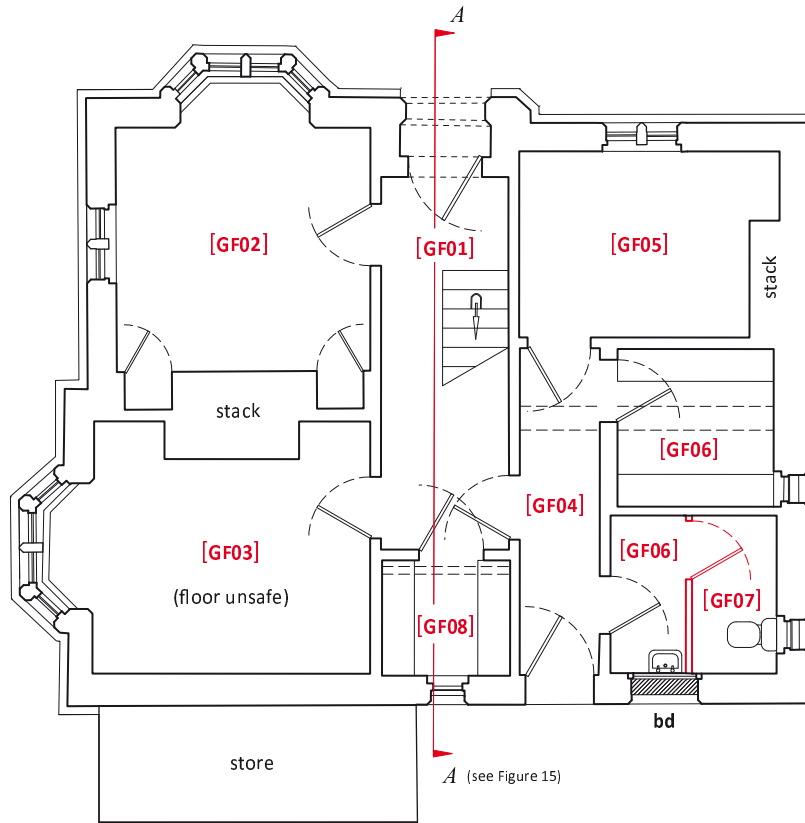 A
[GF02]
[GF01]
[GF05]
stack
stack
[GF06]
[GF04]
[GF03]
(floor unsafe)
[GF06]
[GF07]
[GF08]
bd
store
A (see Figure 15)